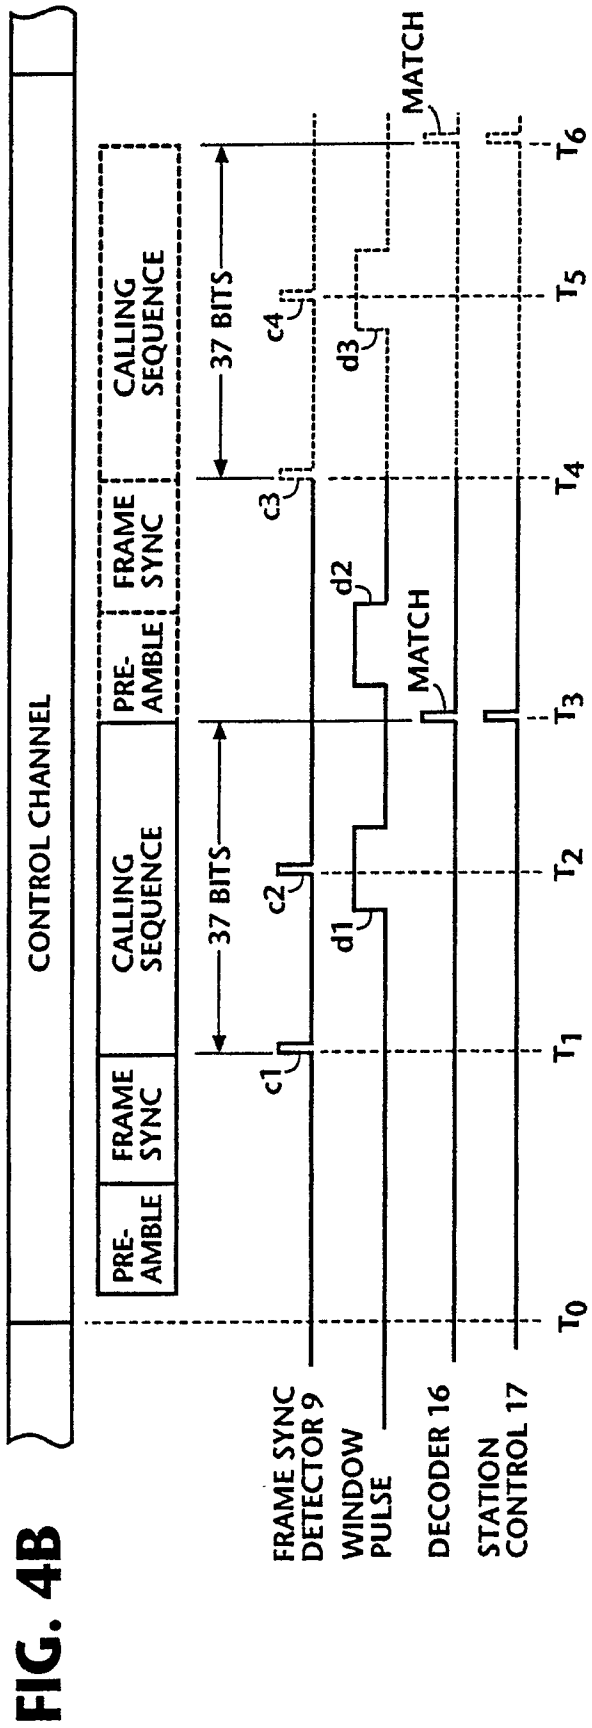 FIG. 4B
CONTROL CHANNEL
PRE-
AMBLE
FRAME
SYNC
CALLING
SEQUENCE
PRE-
AMBLE
FRAME
SYNC
CALLING
SEQUENCE
37 BITS
37 BITS
FRAME SYNC
DETECTOR 9
c1
c2
c3
c4
WINDOW
PULSE
d1
d2
d3
DECODER 16
MATCH
MATCH
STATION
CONTROL 17
T0
T1
T2
T3
T4
T5
T6